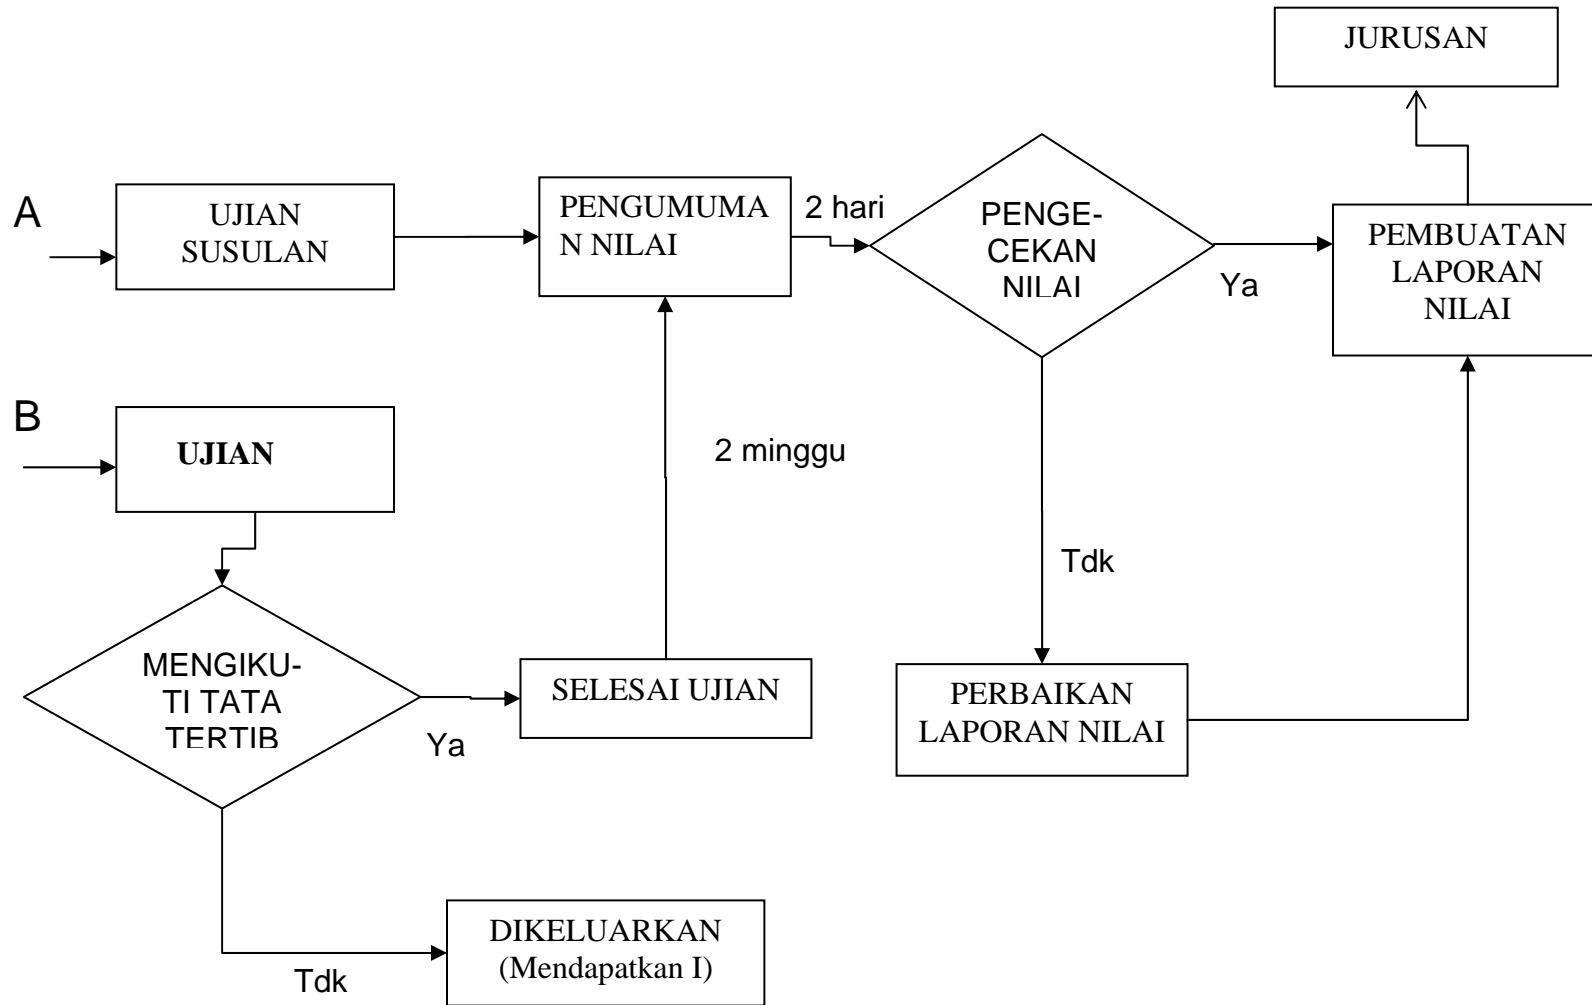 JURUSAN
A
UJIAN
SUSULAN
PENGUMUMA
N NILAI
2 hari
PENGE-
CEKAN
NILAI
Ya
PEMBUATAN
LAPORAN
NILAI
B
UJIAN
2 minggu
Tdk
MENGIKU-
TI TATA
TERTIB
Ya
SELESAI UJIAN
PERBAIKAN
LAPORAN NILAI
Tdk
DIKELUARKAN
(Mendapatkan I)